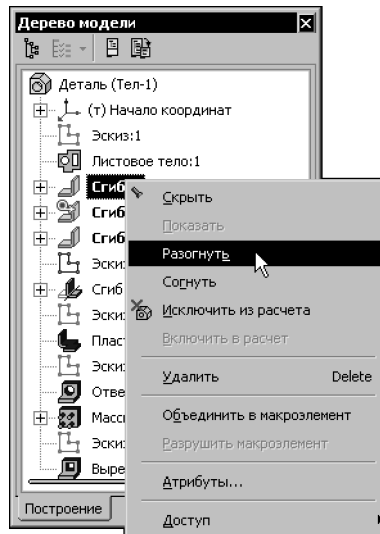 Дерево модели
Деталь (Тел-1)
(т) Начало координат
Эскиз:1
Листовое тело:1
Сгиб
Скрыть
Сгиб
Показать
Сгиб
Разогнуть
Эски
Сгиб
Согнуть
Эски
Исключить из расчета
Плас
Включить в расчет
Эски
Отве
Удалить Delete
Масси
Объединить в макроэлемент
Эски
Разрушить макроэлемент
Выре
Атрибуты...
Построение
Доступ